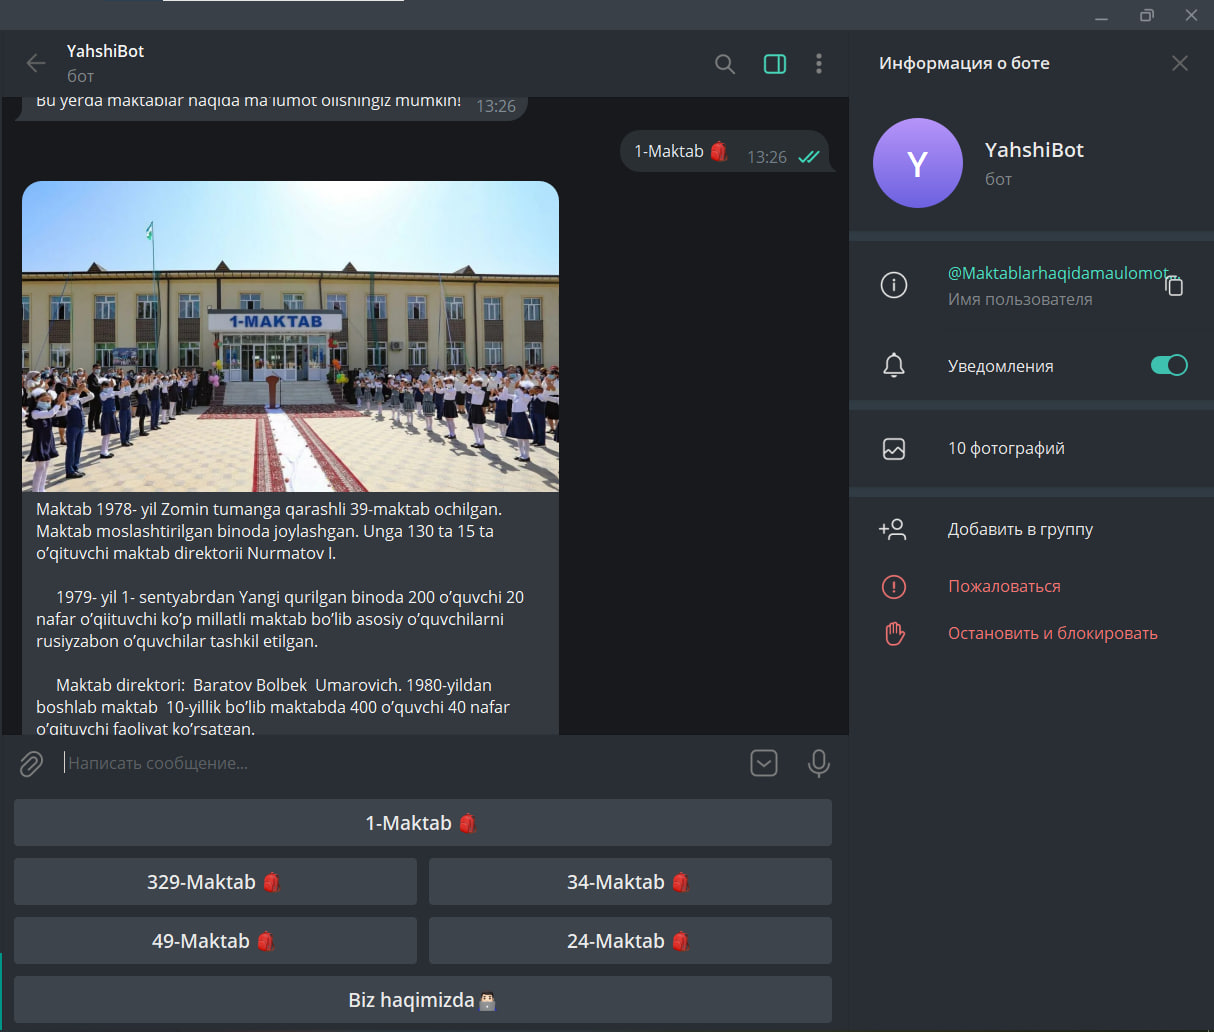 YahshiBot
бот
Bu yerda maktablar haqida ma'lumot olishingiz mumkin! 13:26
1-Maktab 13:26
1-MAKTAB
Maktab 1978- yil Zomin tumanga qarashli 39-maktab ochilgan.
Maktab moslashtirilgan binoda joylashgan. Unga 130 ta 15 ta
o’qituvchi maktab direktorii Nurmatov I.
1979- yil 1- sentyabrdan Yangi qurilgan binoda 200 o’quvchi 20
nafar o’qiituvchi ko’p millatli maktab bo’lib asosiy o’quvchilarni
rusiyzabon o’quvchilar tashkil etilgan.
Maktab direktori: Baratov Bolbek Umarovich. 1980-yildan
boshlab maktab 10-yillik bo’lib maktabda 400 o’quvchi 40 nafar
o’qituvchi faoliyat ko’rsatgan.
Написать сообщение...
1-Maktab
329-Maktab
34-Maktab
49-Maktab
24-Maktab
Biz haqimizda
Информация о боте
Y
YahshiBot
бот
@Maktablarhaqidamaulomot
Имя пользователя
Уведомления
10 фотографий
Добавить в группу
Пожаловаться
Остановить и блокировать